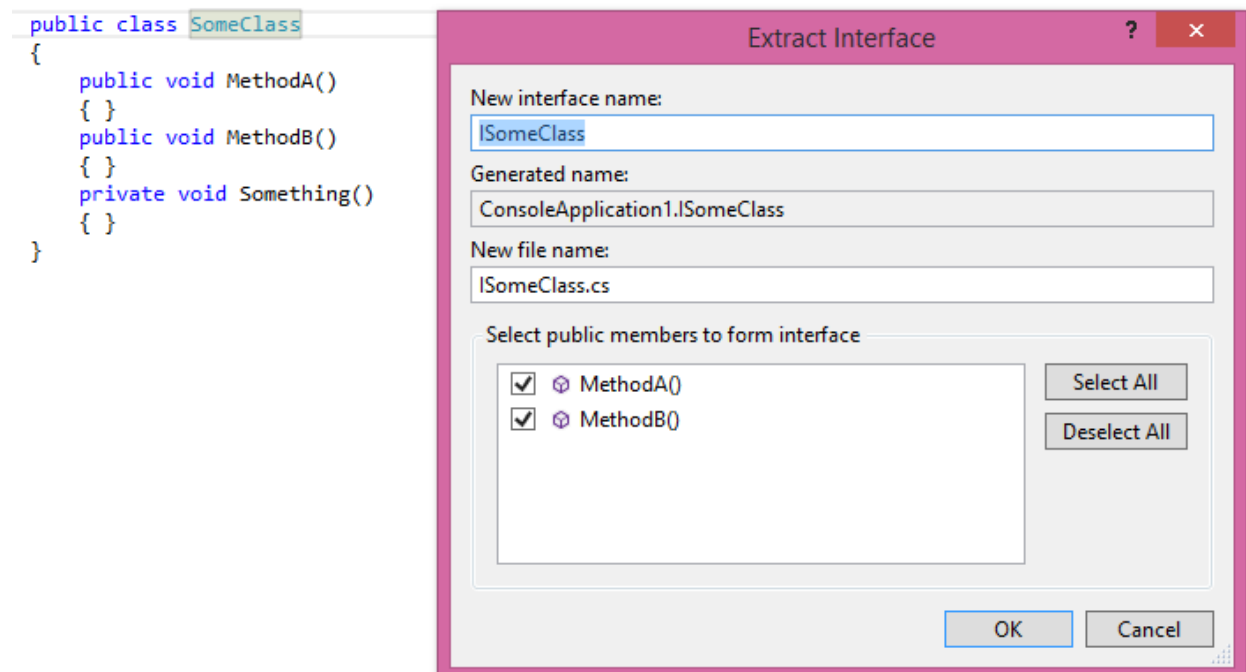 public class SomeClass
{
public void MethodA()
{ }
public void MethodB()
{ }
private void Something()
{ }
}
Extract Interface
?
×
New interface name:
ISomeClass
Generated name:
ConsoleApplication1.ISomeClass
New file name:
ISomeClass.cs
Select public members to form interface
MethodA()
MethodB()
Select All
Deselect All
OK
Cancel